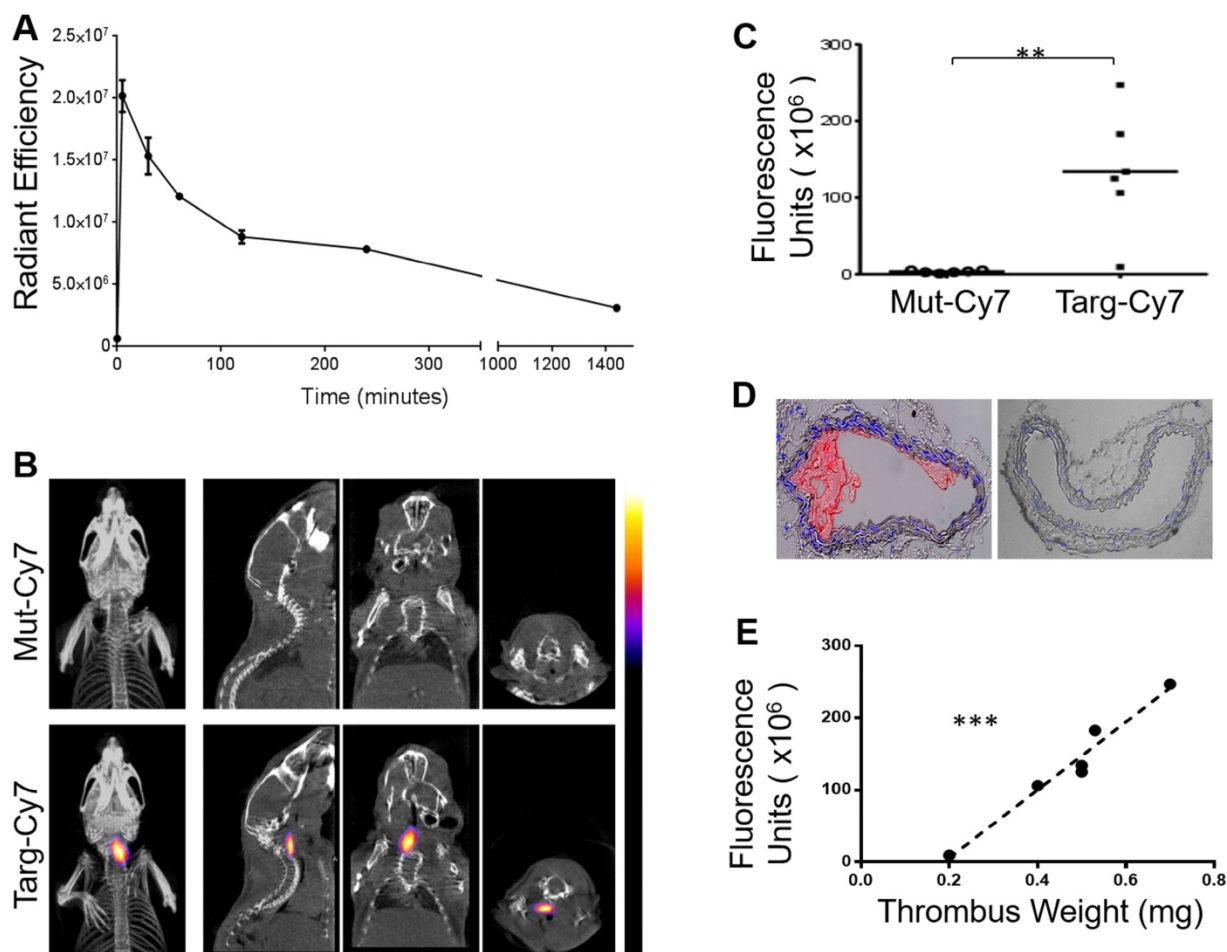 A
2.5x10⁷
2.0x10⁷
1.5x10⁷
1.0x10⁷
5.0x10⁶
0
Radiant Efficiency
0 100 200 300 1000 1200 1400
Time (minutes)
B
Mut-Cy7
Targ-Cy7
C
300
200
100
0
Fluorescence
Units ( x10⁶ )
**
Mut-Cy7 Targ-Cy7
D
E
300
200
100
0
Fluorescence
Units ( x10⁶ )
***
0.0 0.2 0.4 0.6 0.8
Thrombus Weight (mg)